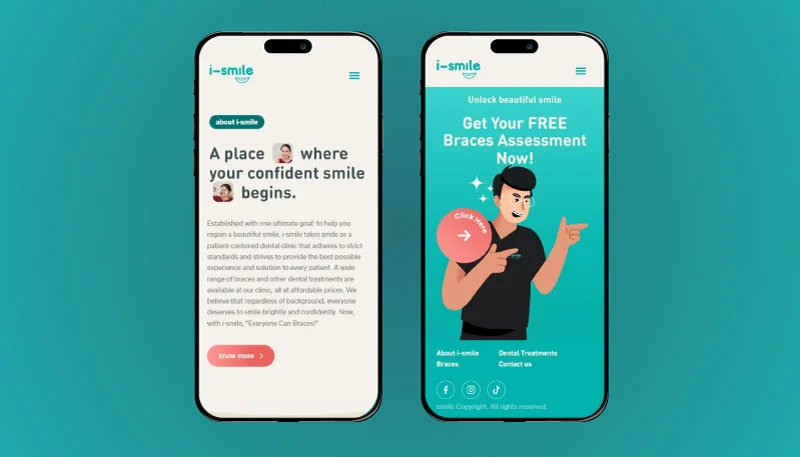 i-smile
about i-smile
A place where
your confident smile
begins.
Established with one ultimate goal: to help you
regain a beautiful smile, i-smile takes pride as a
patient-centered dental clinic that adheres to strict
standards and strives to provide the best possible
experience and solution to every patient. A wide
range of braces and other dental treatments are
available at our clinic, all at affordable prices. We
believe that regardless of background, everyone
deserves to smile brightly and confidently. Now,
with i-smile, "Everyone Can Braces!"
know more
i-smile
Unlock beautiful smile
Get Your FREE
Braces Assessment
Now!
Click Here
About i-smile
Dental Treatments
Braces
Contact us
Copyright. All rights reserved.